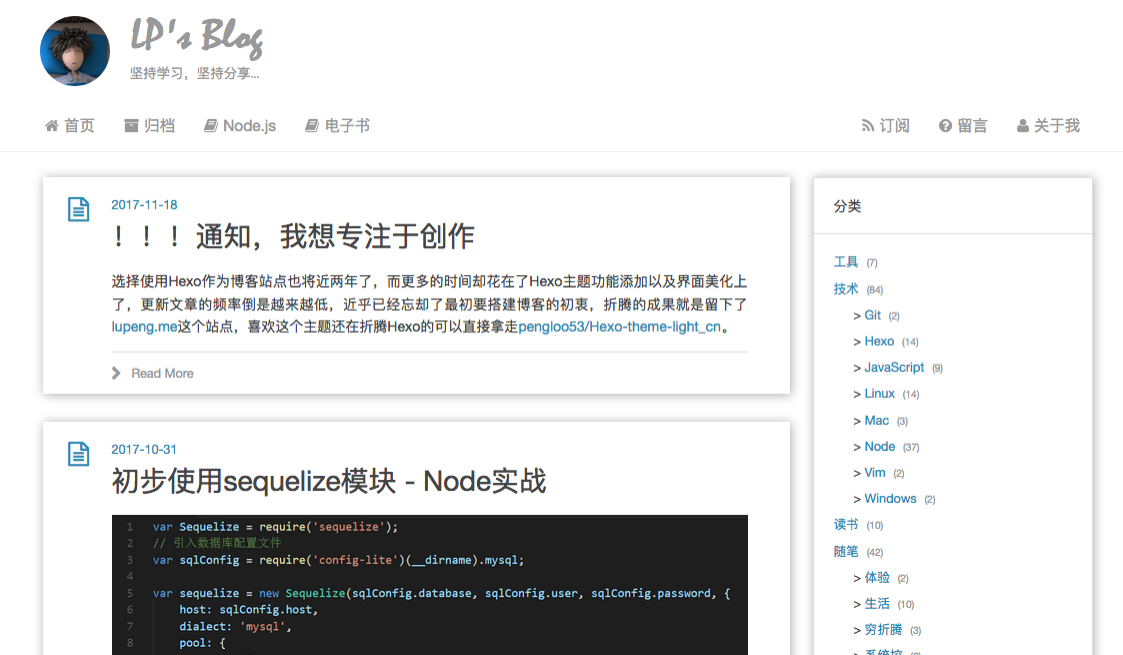 LP's Blog
坚持学习，坚持分享...
首页 归档 Node.js 电子书 订阅 留言 关于我
2017-11-18
！！！通知，我想专注于创作
选择使用Hexo作为博客站点也将近两年了，而更多的时间却花在了Hexo主题功能添加以及界面美化上
了，更新文章的频率倒是越来越低，近乎已经忘却了最初要搭建博客的初衷，折腾的成果就是留下了
lupeng.me这个站点，喜欢这个主题还在折腾Hexo的可以直接拿走pengloo53/Hexo-theme-light_cn。
Read More
2017-10-31
初步使用sequelize模块 - Node实战
1 var Sequelize = require('sequelize');
2 // 引入数据库配置文件
3 var sqlConfig = require('config-lite')(__dirname).mysql;
4
5 var sequelize = new Sequelize(sqlConfig.database, sqlConfig.user, sqlConfig.password, {
6 host: sqlConfig.host,
7 dialect: 'mysql',
8 pool: {
分类
工具 (7)
技术 (84)
> Git (2)
> Hexo (14)
> JavaScript (9)
> Linux (14)
> Mac (3)
> Node (37)
> Vim (2)
> Windows (2)
读书 (10)
随笔 (42)
> 体验 (2)
> 生活 (10)
> 穷折腾 (3)